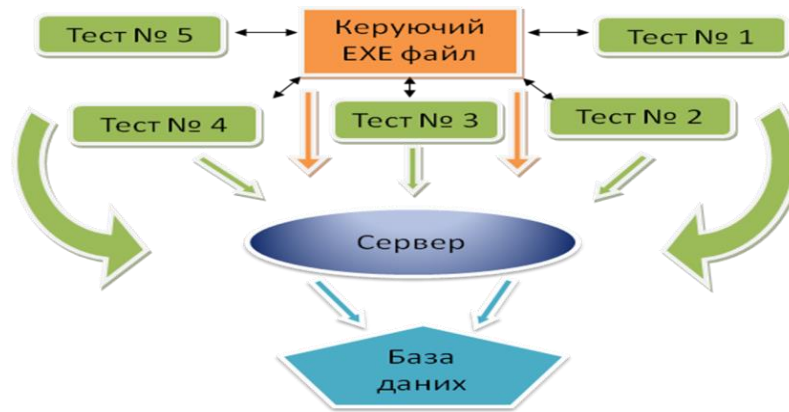 Тест № 5
Керуючий
EXE файл
Тест № 1
Тест № 4
Тест № 3
Тест № 2
Сервер
База
даних